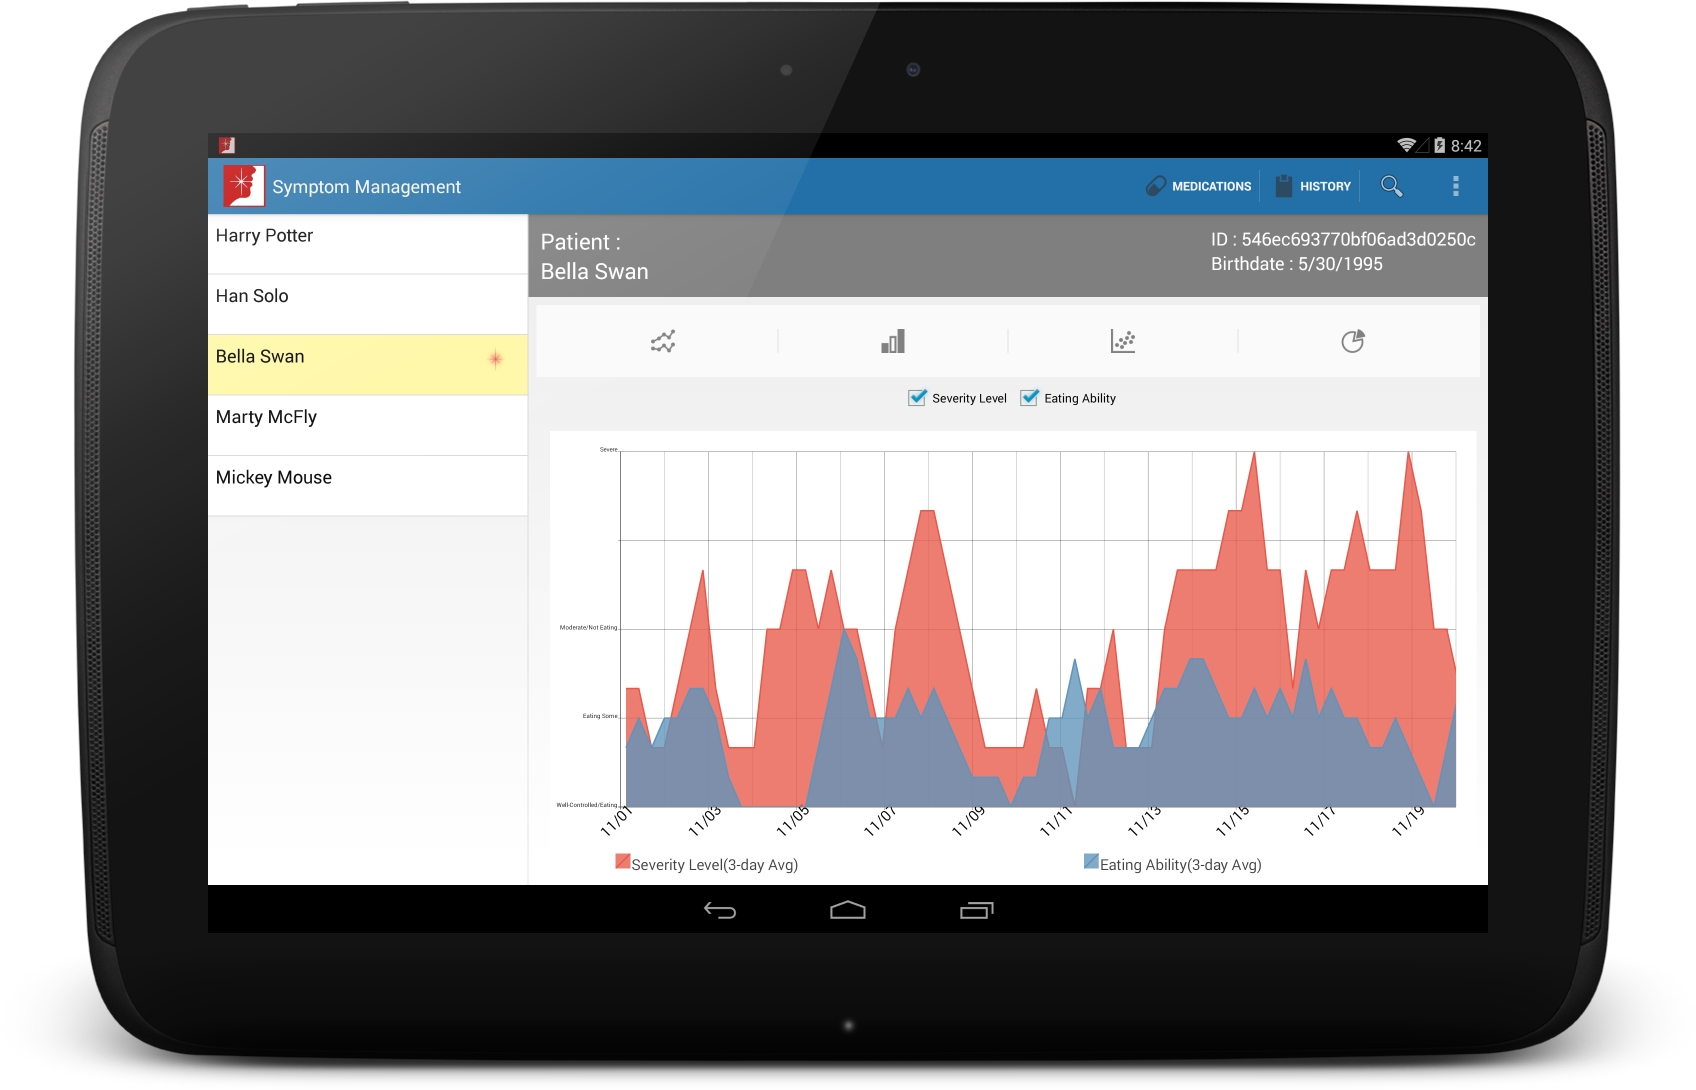 8:42
Symptom Management
MEDICATIONS
HISTORY
Harry Potter
Han Solo
Bella Swan
Marty McFly
Mickey Mouse
Patient :
Bella Swan
ID : 546ec693770bf06ad3d0250c
Birthdate : 5/30/1995
Severity Level
Eating Ability
Severe
Moderate/Not Eating
Eating Some
Well-Controlled/Eating
11/01
11/03
11/05
11/07
11/09
11/11
11/13
11/15
11/17
11/19
Severity Level(3-day Avg)
Eating Ability(3-day Avg)